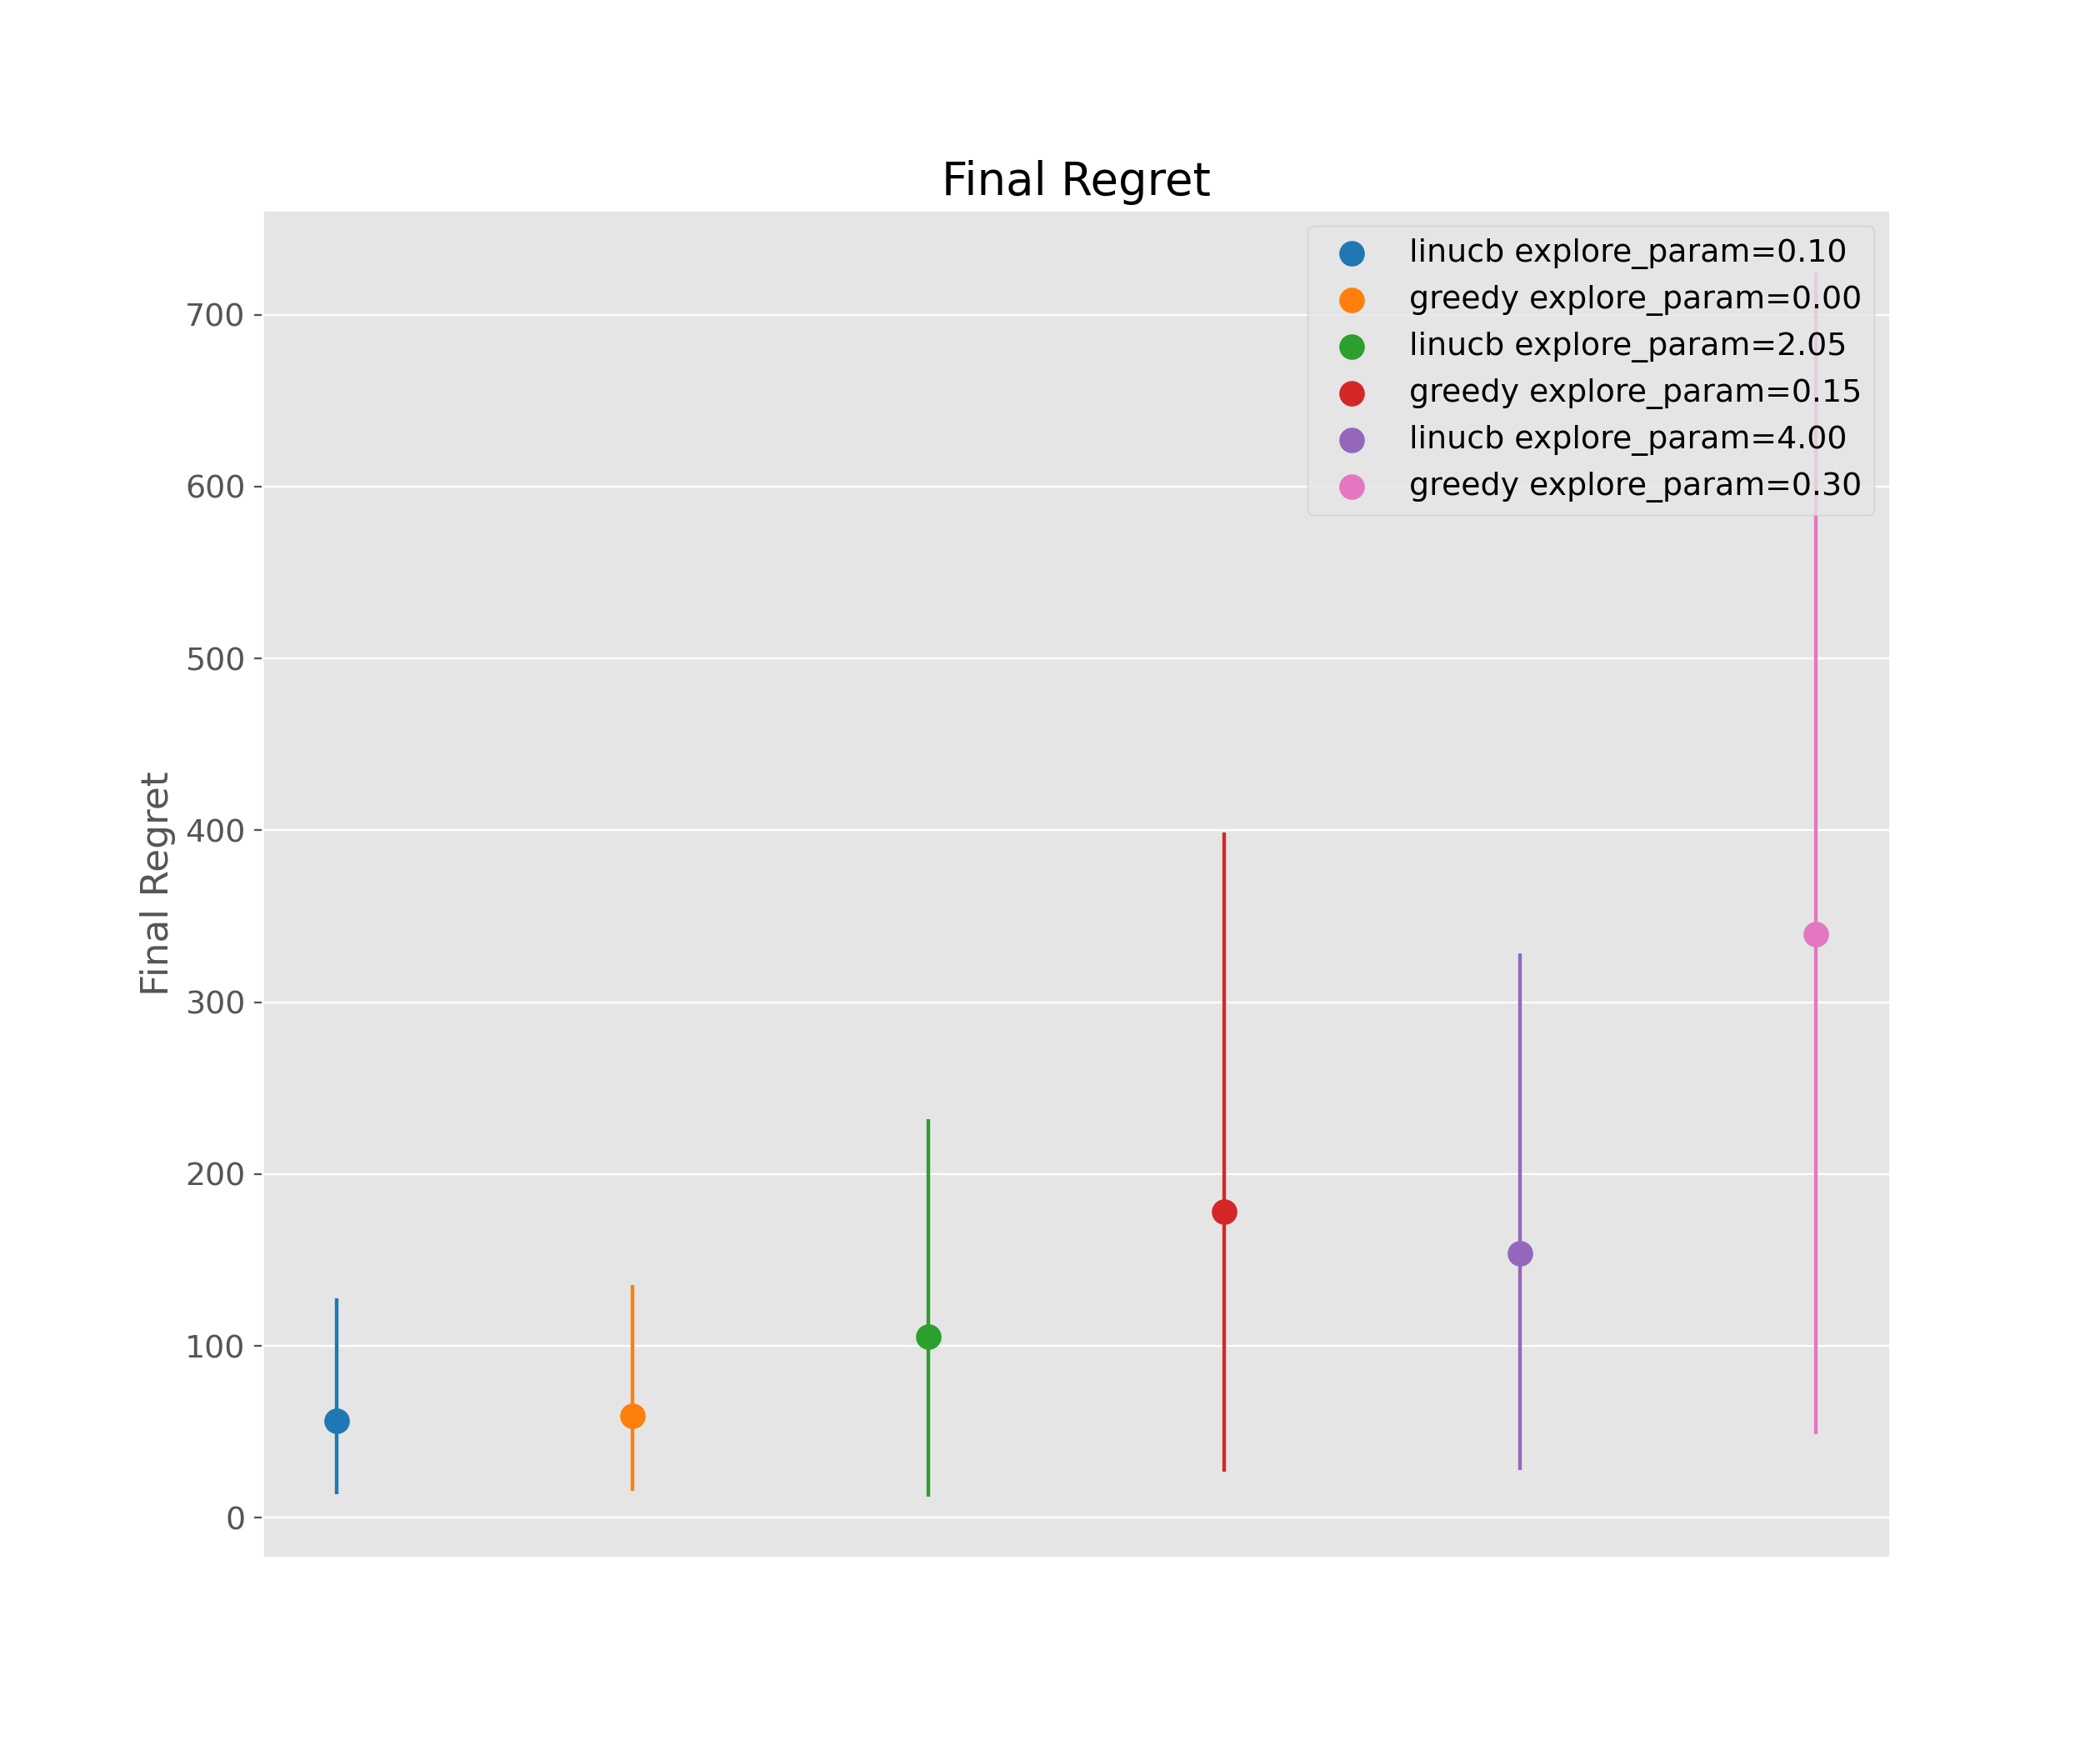 Final Regret
linucb explore_param=0.10
greedy explore_param=0.00
linucb explore_param=2.05
greedy explore_param=0.15
linucb explore_param=4.00
greedy explore_param=0.30
Final Regret
700
600
500
400
300
200
100
0